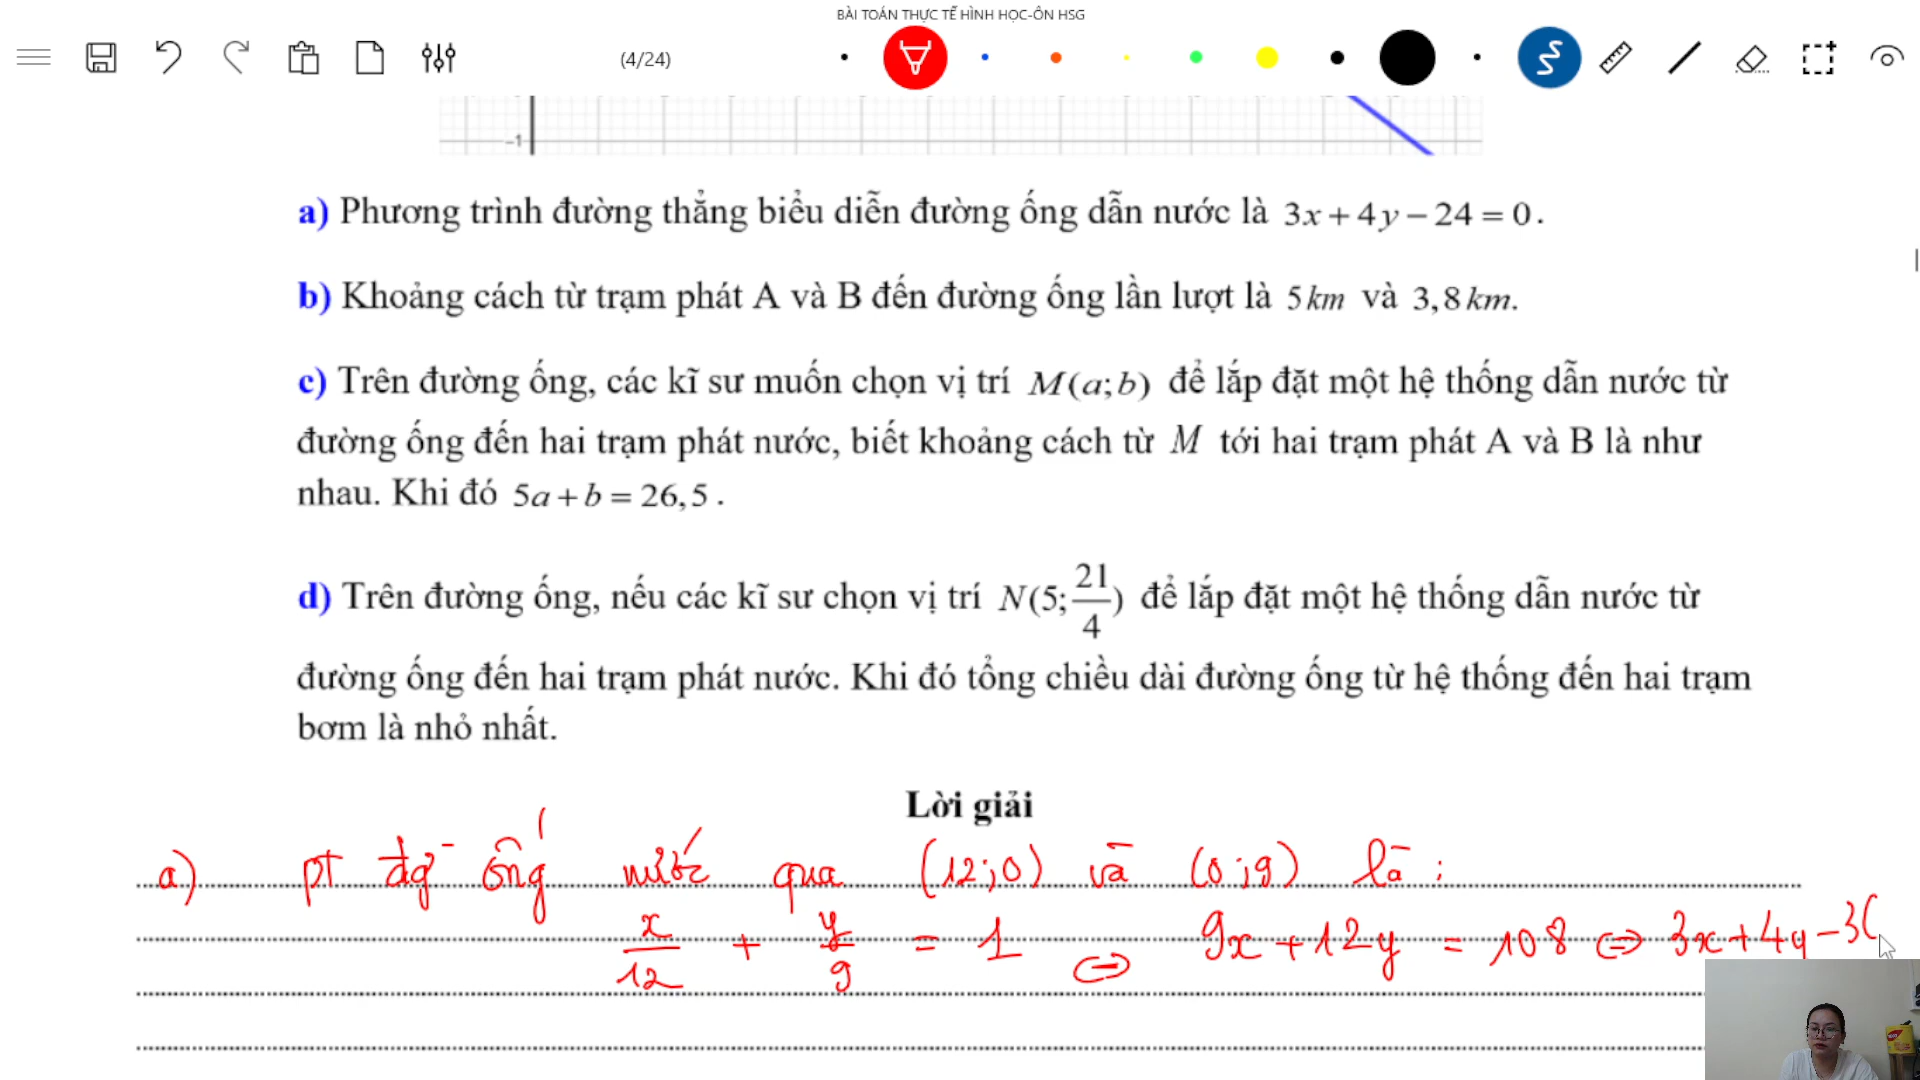 BÀI TOÁN THỰC TẾ HÌNH HỌC-ÔN HSG
(4/24)
-1
a) Phương trình đường thẳng biểu diễn đường ống dẫn nước là 3x + 4y − 24 = 0.
b) Khoảng cách từ trạm phát A và B đến đường ống lần lượt là 5km và 3,8km.
c) Trên đường ống, các kĩ sư muốn chọn vị trí M(a;b) để lắp đặt một hệ thống dẫn nước từ
đường ống đến hai trạm phát nước, biết khoảng cách từ M tới hai trạm phát A và B là như
nhau. Khi đó 5a + b = 26,5.
d) Trên đường ống, nếu các kĩ sư chọn vị trí N(5; 21/4) để lắp đặt một hệ thống dẫn nước từ
đường ống đến hai trạm phát nước. Khi đó tổng chiều dài đường ống từ hệ thống đến hai trạm
bơm là nhỏ nhất.
Lời giải
a) pt đg ống nước qua (12;0) và (0;9) là:
x/12 + y/9 = 1 ⇔ 9x + 12y = 108 ⇔ 3x + 4y − 3